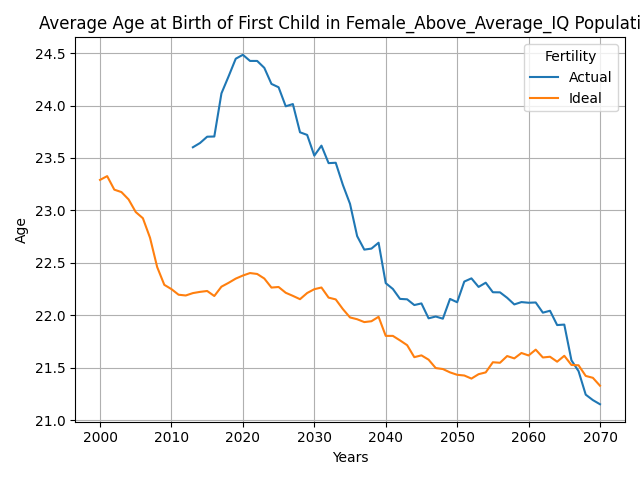 Average Age at Birth of First Child in Female_Above_Average_IQ Populati
Fertility
Actual
Ideal
24.5
24.0
23.5
23.0
22.5
22.0
21.5
21.0
Age
2000 2010 2020 2030 2040 2050 2060 2070
Years